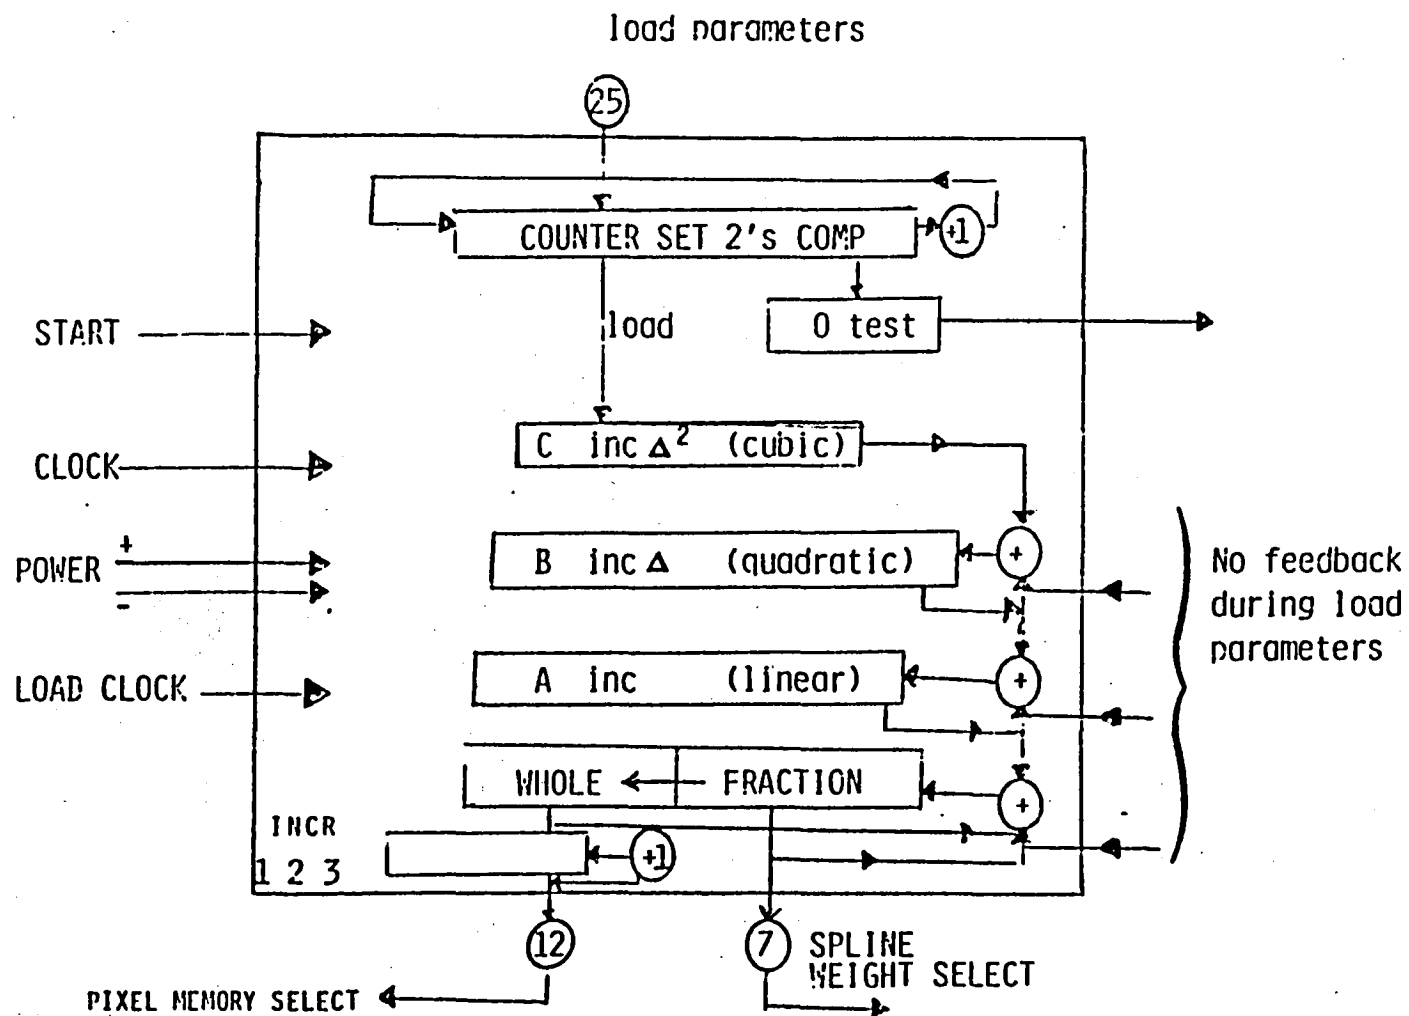 load parameters
25
COUNTER SET 2's COMP
+1
START
load
0 test
CLOCK
C inc Δ² (cubic)
POWER
+
-
B inc Δ (quadratic)
+
No feedback
during load
parameters
LOAD CLOCK
A inc (linear)
+
WHOLE
FRACTION
+
INCR
1 2 3
+1
12
7
SPLINE
WEIGHT SELECT
PIXEL MEMORY SELECT